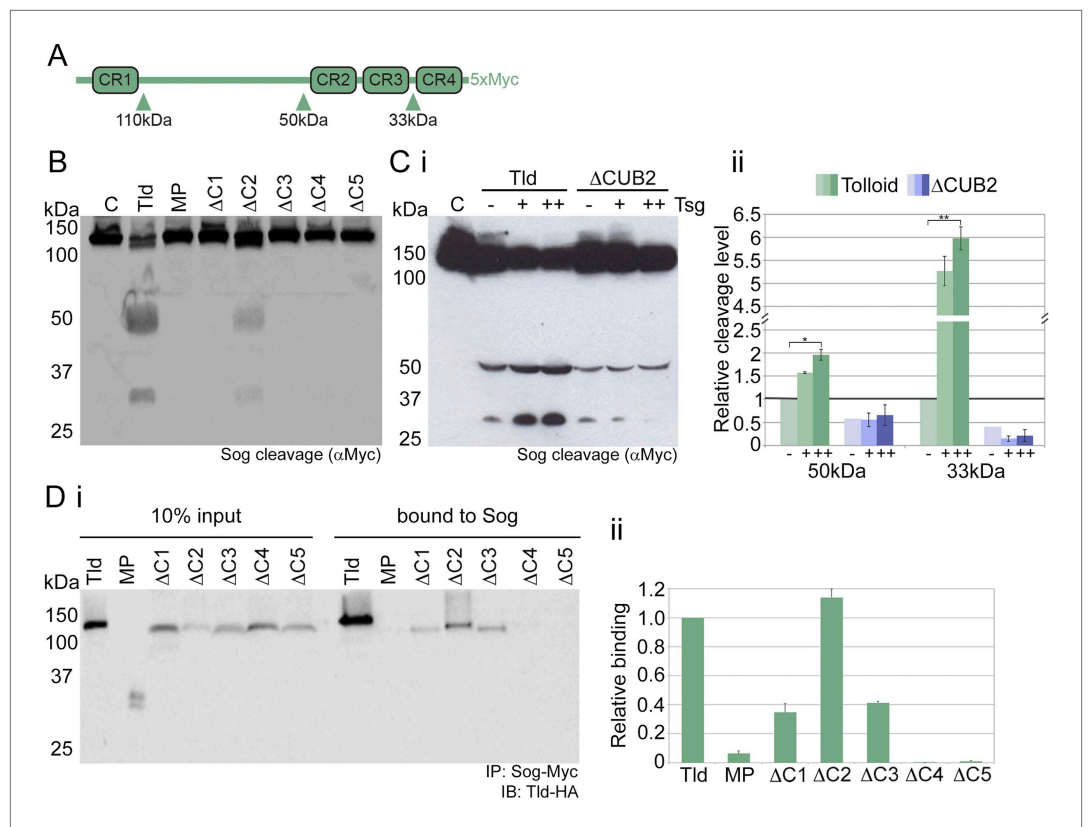 A
CR1 CR2 CR3 CR4 5xMyc
110kDa 50kDa 33kDa
B
kDa C Tld MP ΔC1 ΔC2 ΔC3 ΔC4 ΔC5
150
100
50
37
25
Sog cleavage (αMyc)
C i
Tld ΔCUB2
kDa C - + ++ - + ++ Tsg
150
100
50
37
25
Sog cleavage (αMyc)
ii
Tolloid ΔCUB2
Relative cleavage level
6.5
6
5.5
5
4.5
2.5
2
1.5
1
0.5
0
* **
- + ++ - + ++ - + ++ - + ++
50kDa 33kDa
D i
10% input bound to Sog
kDa Tld MP ΔC1 ΔC2 ΔC3 ΔC4 ΔC5 Tld MP ΔC1 ΔC2 ΔC3 ΔC4 ΔC5
150
100
37
25
IP: Sog-Myc
IB: Tld-HA
ii
Relative binding
1.2
1.0
0.8
0.6
0.4
0.2
0
Tld MP ΔC1 ΔC2 ΔC3 ΔC4 ΔC5